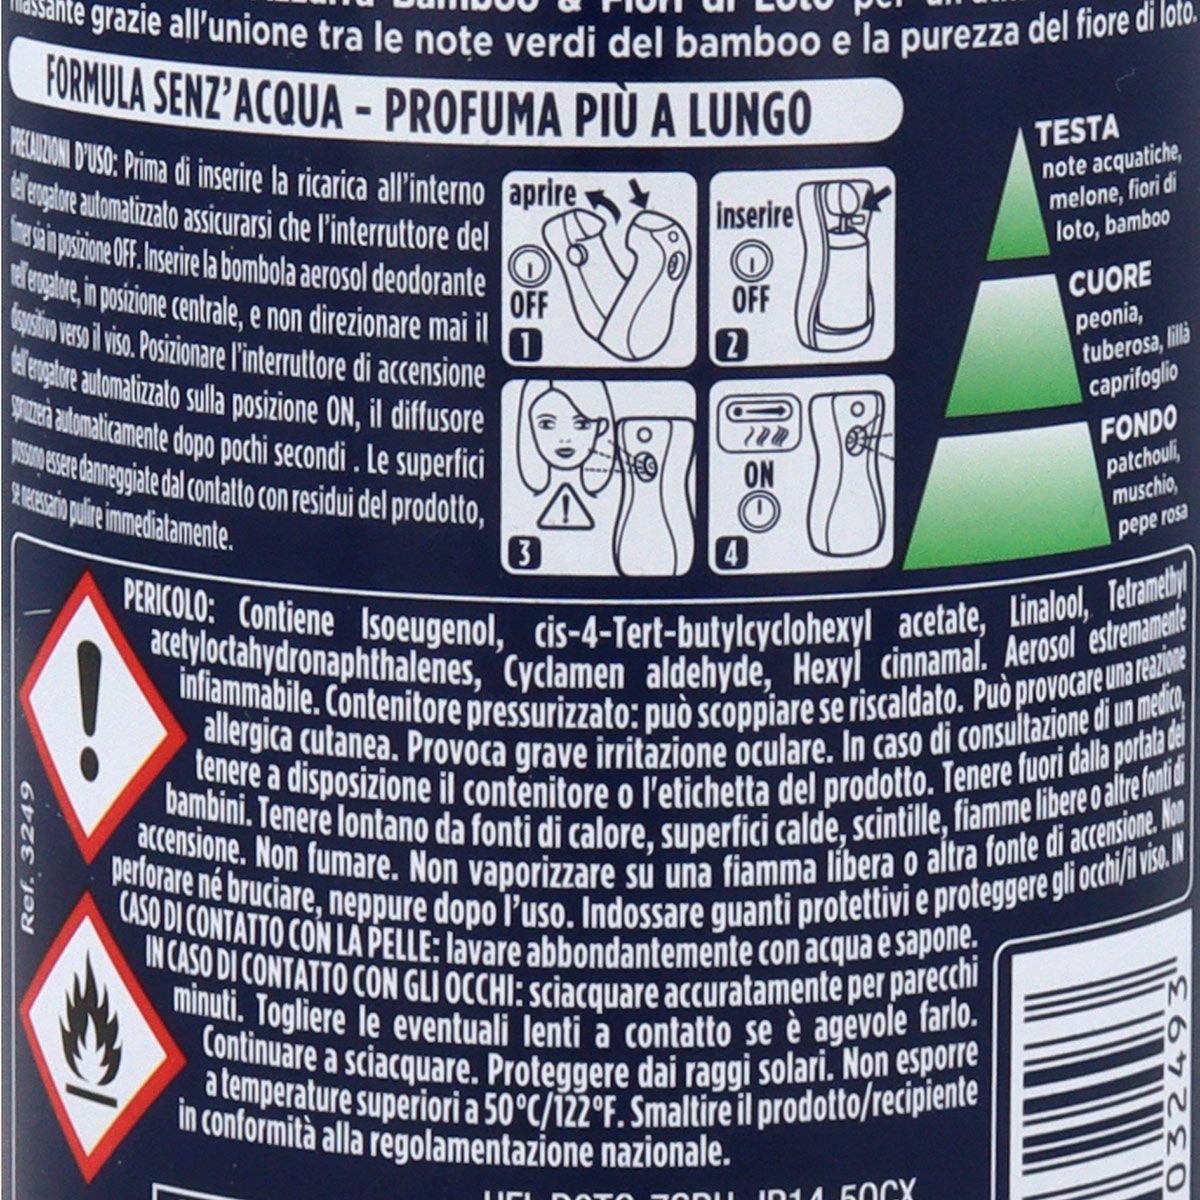 Azzurra Bamboo & Fiori di Loto per un'
rilassante grazie all'unione tra le note verdi del bamboo e la purezza del fiore di loto.
FORMULA SENZ'ACQUA - PROFUMA PIÙ A LUNGO
PRECAUZIONI D'USO: Prima di inserire la ricarica all'interno
dell'erogatore automatizzato assicurarsi che l'interruttore del
timer sia in posizione OFF. Inserire la bombola aerosol deodorante
nell'erogatore, in posizione centrale, e non direzionare mai il
dispositivo verso il viso. Posizionare l'interruttore di accensione
dell'erogatore automatizzato sulla posizione ON, il diffusore
spruzzerà automaticamente dopo pochi secondi . Le superfici
possono essere danneggiate dal contatto con residui del prodotto,
se necessario pulire immediatamente.
aprire
OFF
1
inserire
OFF
2
3
ON
4
TESTA
note acquatiche,
melone, fiori di
loto, bamboo
CUORE
peonia,
tuberosa, lillà
caprifoglio
FONDO
patchouli,
muschio,
pepe rosa
PERICOLO: Contiene Isoeugenol, cis-4-Tert-butylcyclohexyl acetate, Linalool, Tetramethyl
acetyloctahydronaphthalenes, Cyclamen aldehyde, Hexyl cinnamal. Aerosol estremamente
infiammabile. Contenitore pressurizzato: può scoppiare se riscaldato. Può provocare una reazione
allergica cutanea. Provoca grave irritazione oculare. In caso di consultazione di un medico,
tenere a disposizione il contenitore o l'etichetta del prodotto. Tenere fuori dalla portata dei
bambini. Tenere lontano da fonti di calore, superfici calde, scintille, fiamme libere o altre fonti di
accensione. Non fumare. Non vaporizzare su una fiamma libera o altra fonte di accensione. Non
perforare né bruciare, neppure dopo l'uso. Indossare guanti protettivi e proteggere gli occhi/il viso. IN
CASO DI CONTATTO CON LA PELLE: lavare abbondantemente con acqua e sapone.
IN CASO DI CONTATTO CON GLI OCCHI: sciacquare accuratamente per parecchi
minuti. Togliere le eventuali lenti a contatto se è agevole farlo.
Continuare a sciacquare. Proteggere dai raggi solari. Non esporre
a temperature superiori a 50°C/122°F. Smaltire il prodotto/recipiente
in conformità alla regolamentazione nazionale.
Ref. 3249
032493